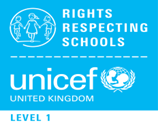 RIGHTS
RESPECTING
SCHOOLS
unicef
UNITED KINGDOM
LEVEL 1